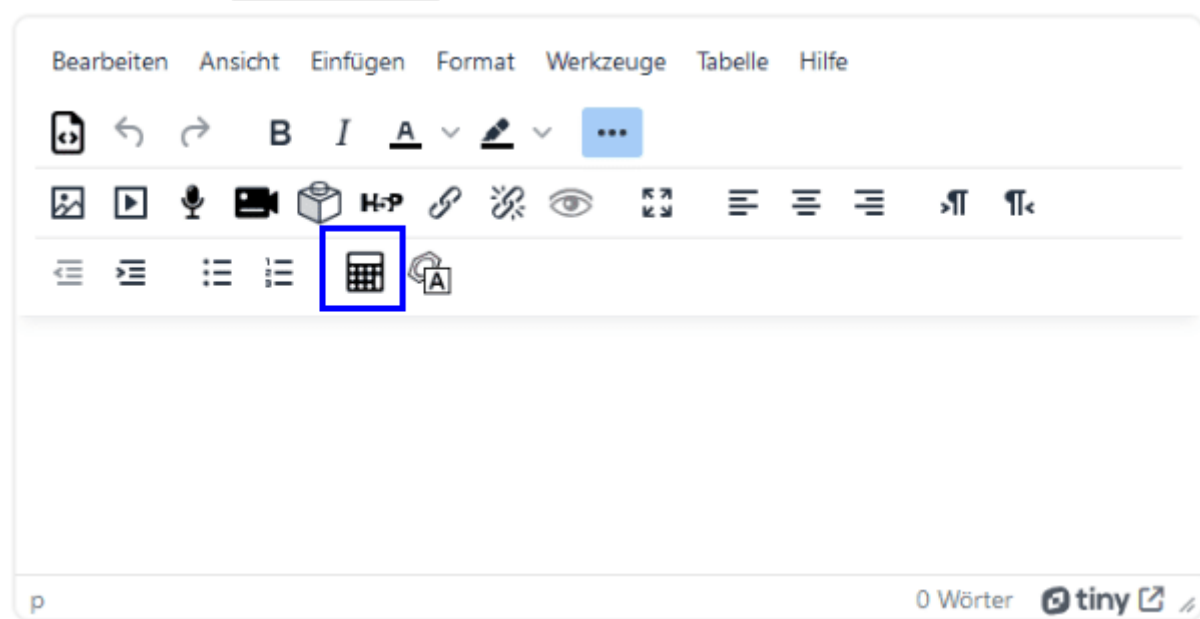 Bearbeiten Ansicht Einfügen Format Werkzeuge Tabelle Hilfe
B I A
H5P
A
p 0 Wörter tiny